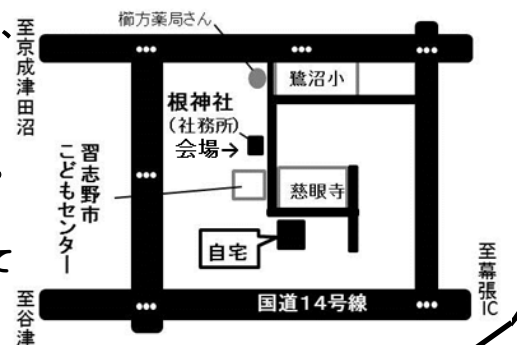 櫛方薬局さん
至京成津田沼
、
鷺沼小
根神社
(社務所)
会場→
習志野市
こどもセンター
慈眼寺
自宅
て
至幕張IC
国道14号線
至谷津